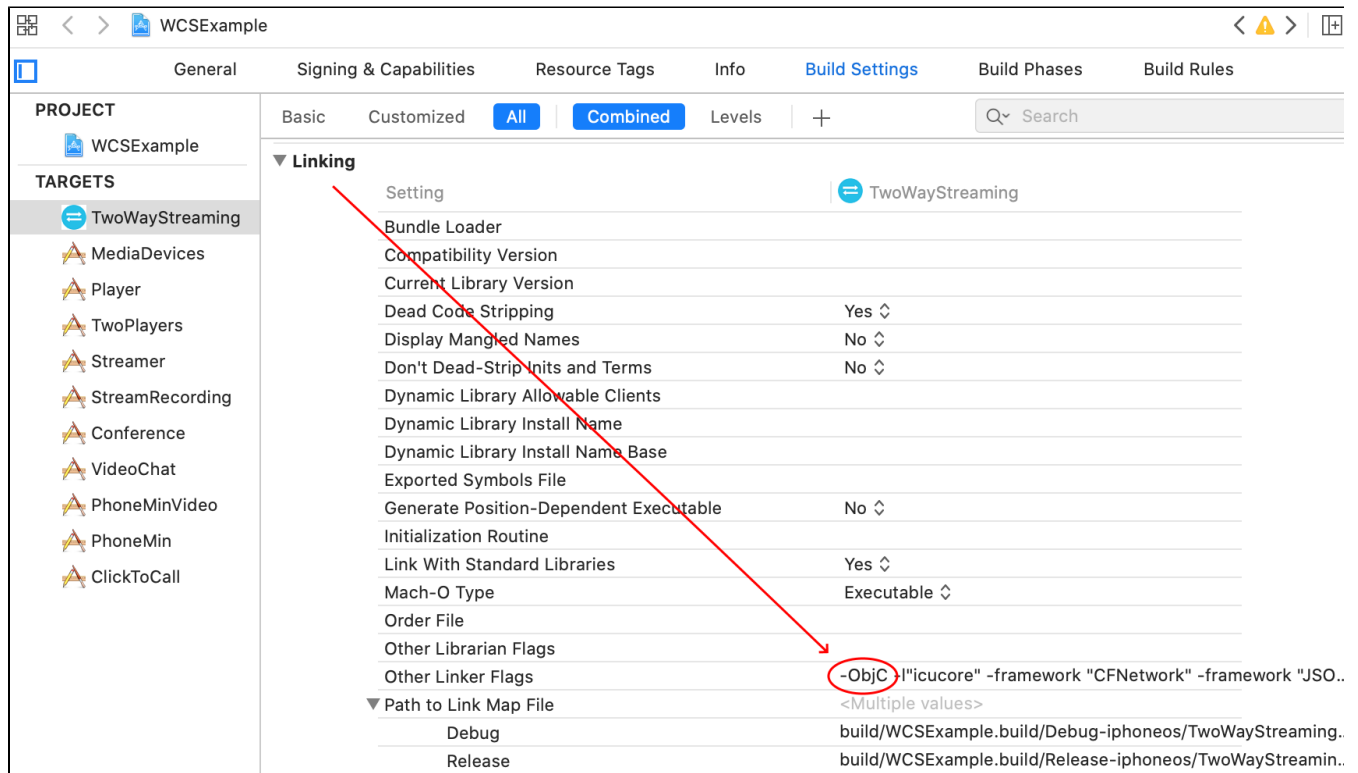 WCSExample
General Signing & Capabilities Resource Tags Info Build Settings Build Phases Build Rules
PROJECT
WCSExample
TARGETS
TwoWayStreaming
MediaDevices
Player
TwoPlayers
Streamer
StreamRecording
Conference
VideoChat
PhoneMinVideo
PhoneMin
ClickToCall
Basic Customized All Combined Levels + Search
Linking
Setting TwoWayStreaming
Bundle Loader
Compatibility Version
Current Library Version
Dead Code Stripping Yes
Display Mangled Names No
Don't Dead-Strip Inits and Terms No
Dynamic Library Allowable Clients
Dynamic Library Install Name
Dynamic Library Install Name Base
Exported Symbols File
Generate Position-Dependent Executable No
Initialization Routine
Link With Standard Libraries Yes
Mach-O Type Executable
Order File
Other Librarian Flags
Other Linker Flags -ObjC -l"icucore" -framework "CFNetwork" -framework "JSO...
Path to Link Map File <Multiple values>
Debug build/WCSExample.build/Debug-iphoneos/TwoWayStreaming...
Release build/WCSExample.build/Release-iphoneos/TwoWayStreamin...